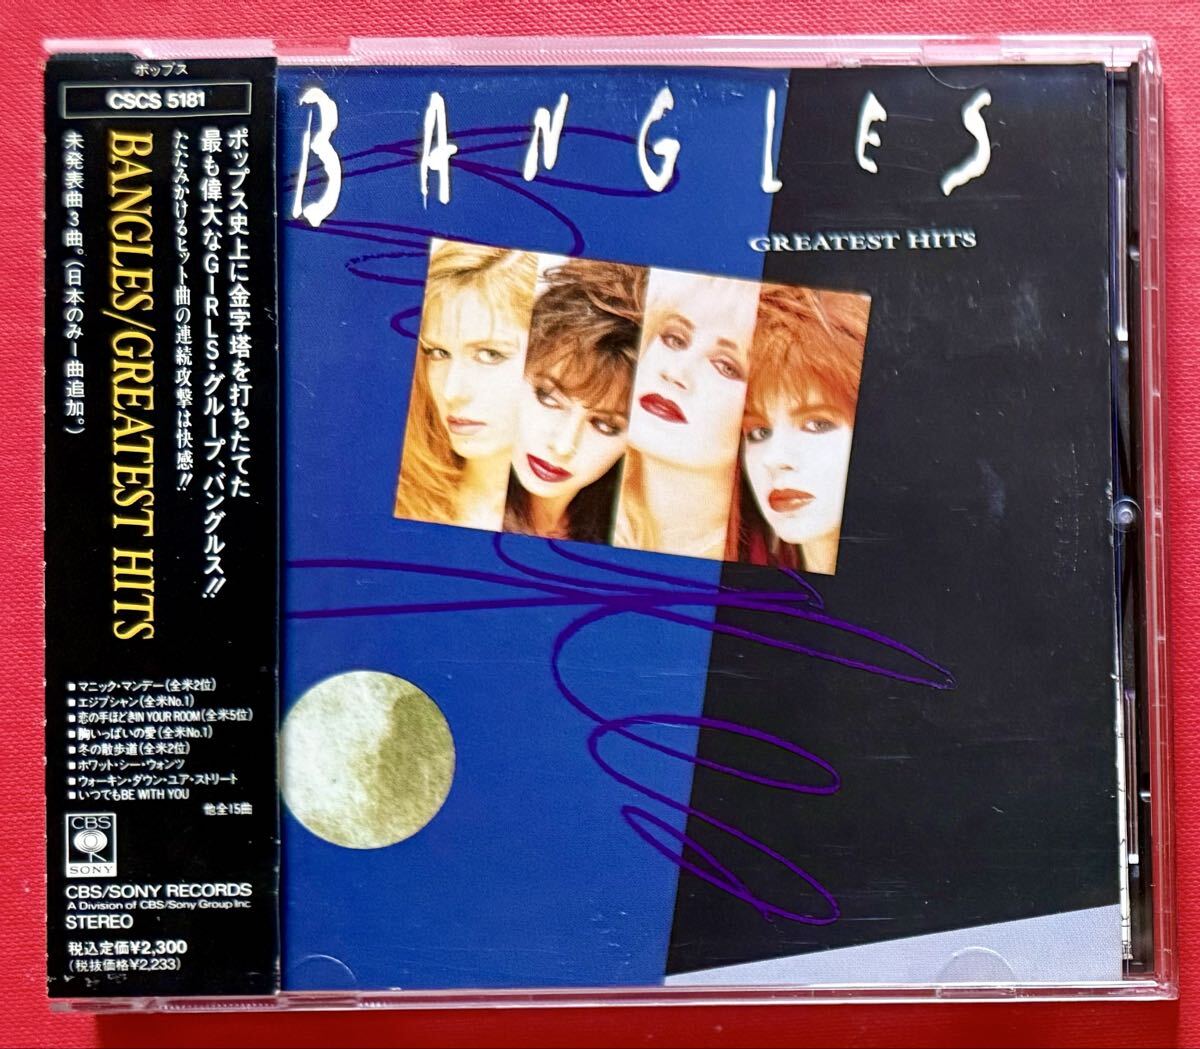 ポップス
CSCS 5181
ポップス史上に金字塔を打ちたてた
最も偉大なGIRLS・グループ、バングルス!!
たたみかけるヒット曲の連続攻撃は快感!!
BANGLES/GREATEST HITS
未発表曲3曲。(日本のみ一曲追加。)
■マニック・マンデー(全米2位)
■エジプシャン(全米No.1)
■恋の手ほどきIN YOUR ROOM(全米5位)
■胸いっぱいの愛(全米No.1)
■冬の散歩道(全米2位)
■ホワット・シー・ウォンツ
■ウォーキン・ダウン・ユア・ストリート
■いつでもBE WITH YOU
他全15曲
CBS
SONY
CBS/SONY RECORDS
A Division of CBS/Sony Group Inc
STEREO
税込定価¥2,300
(税抜価格¥2,233)
BANGLES
GREATEST HITS